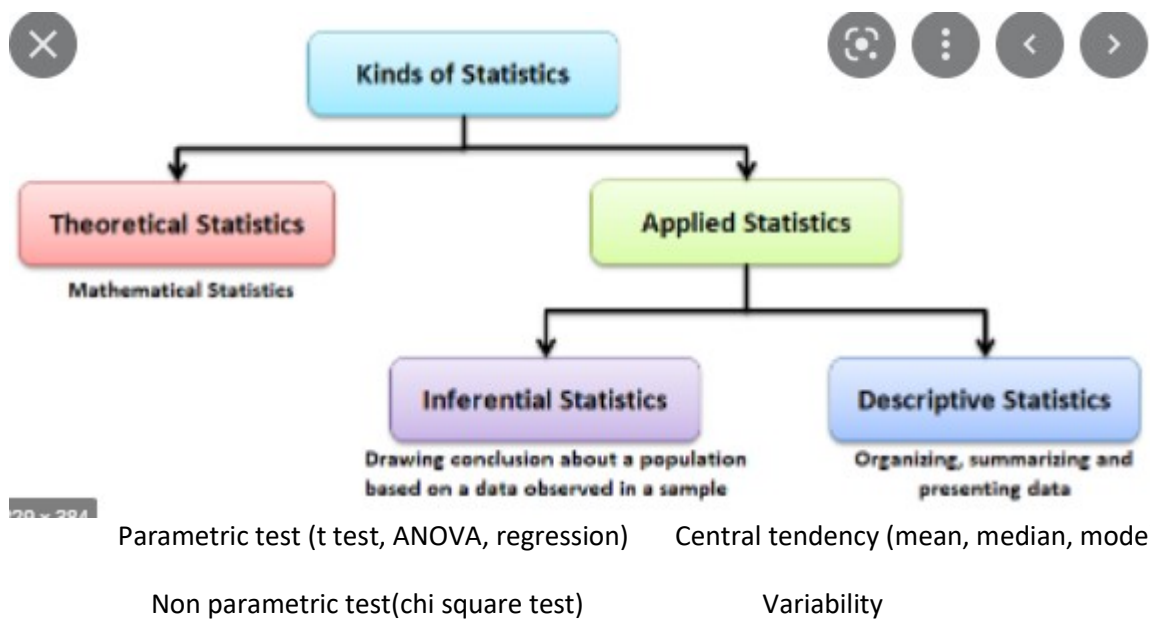 Kinds of Statistics
Theoretical Statistics
Applied Statistics
Mathematical Statistics
Inferential Statistics
Descriptive Statistics
Drawing conclusion about a population
based on a data observed in a sample
Organizing, summarizing and
presenting data
Parametric test (t test, ANOVA, regression)
Central tendency (mean, median, mode
Non parametric test(chi square test)
Variability